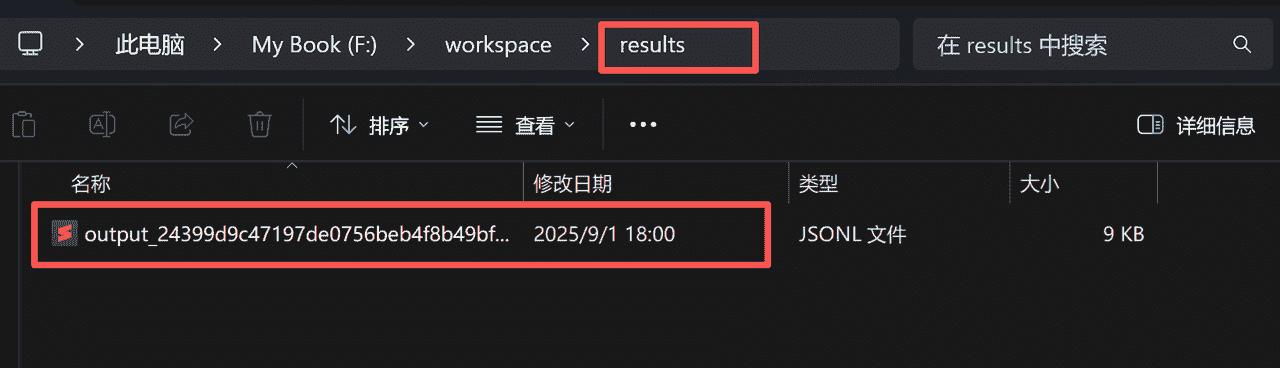 此电脑 > My Book (F:) > workspace > results 在 results 中搜索
排序 查看 ••• 详细信息
名称 修改日期 类型 大小
output_24399d9c47197de0756beb4f8b49bf... 2025/9/1 18:00 JSONL 文件 9 KB